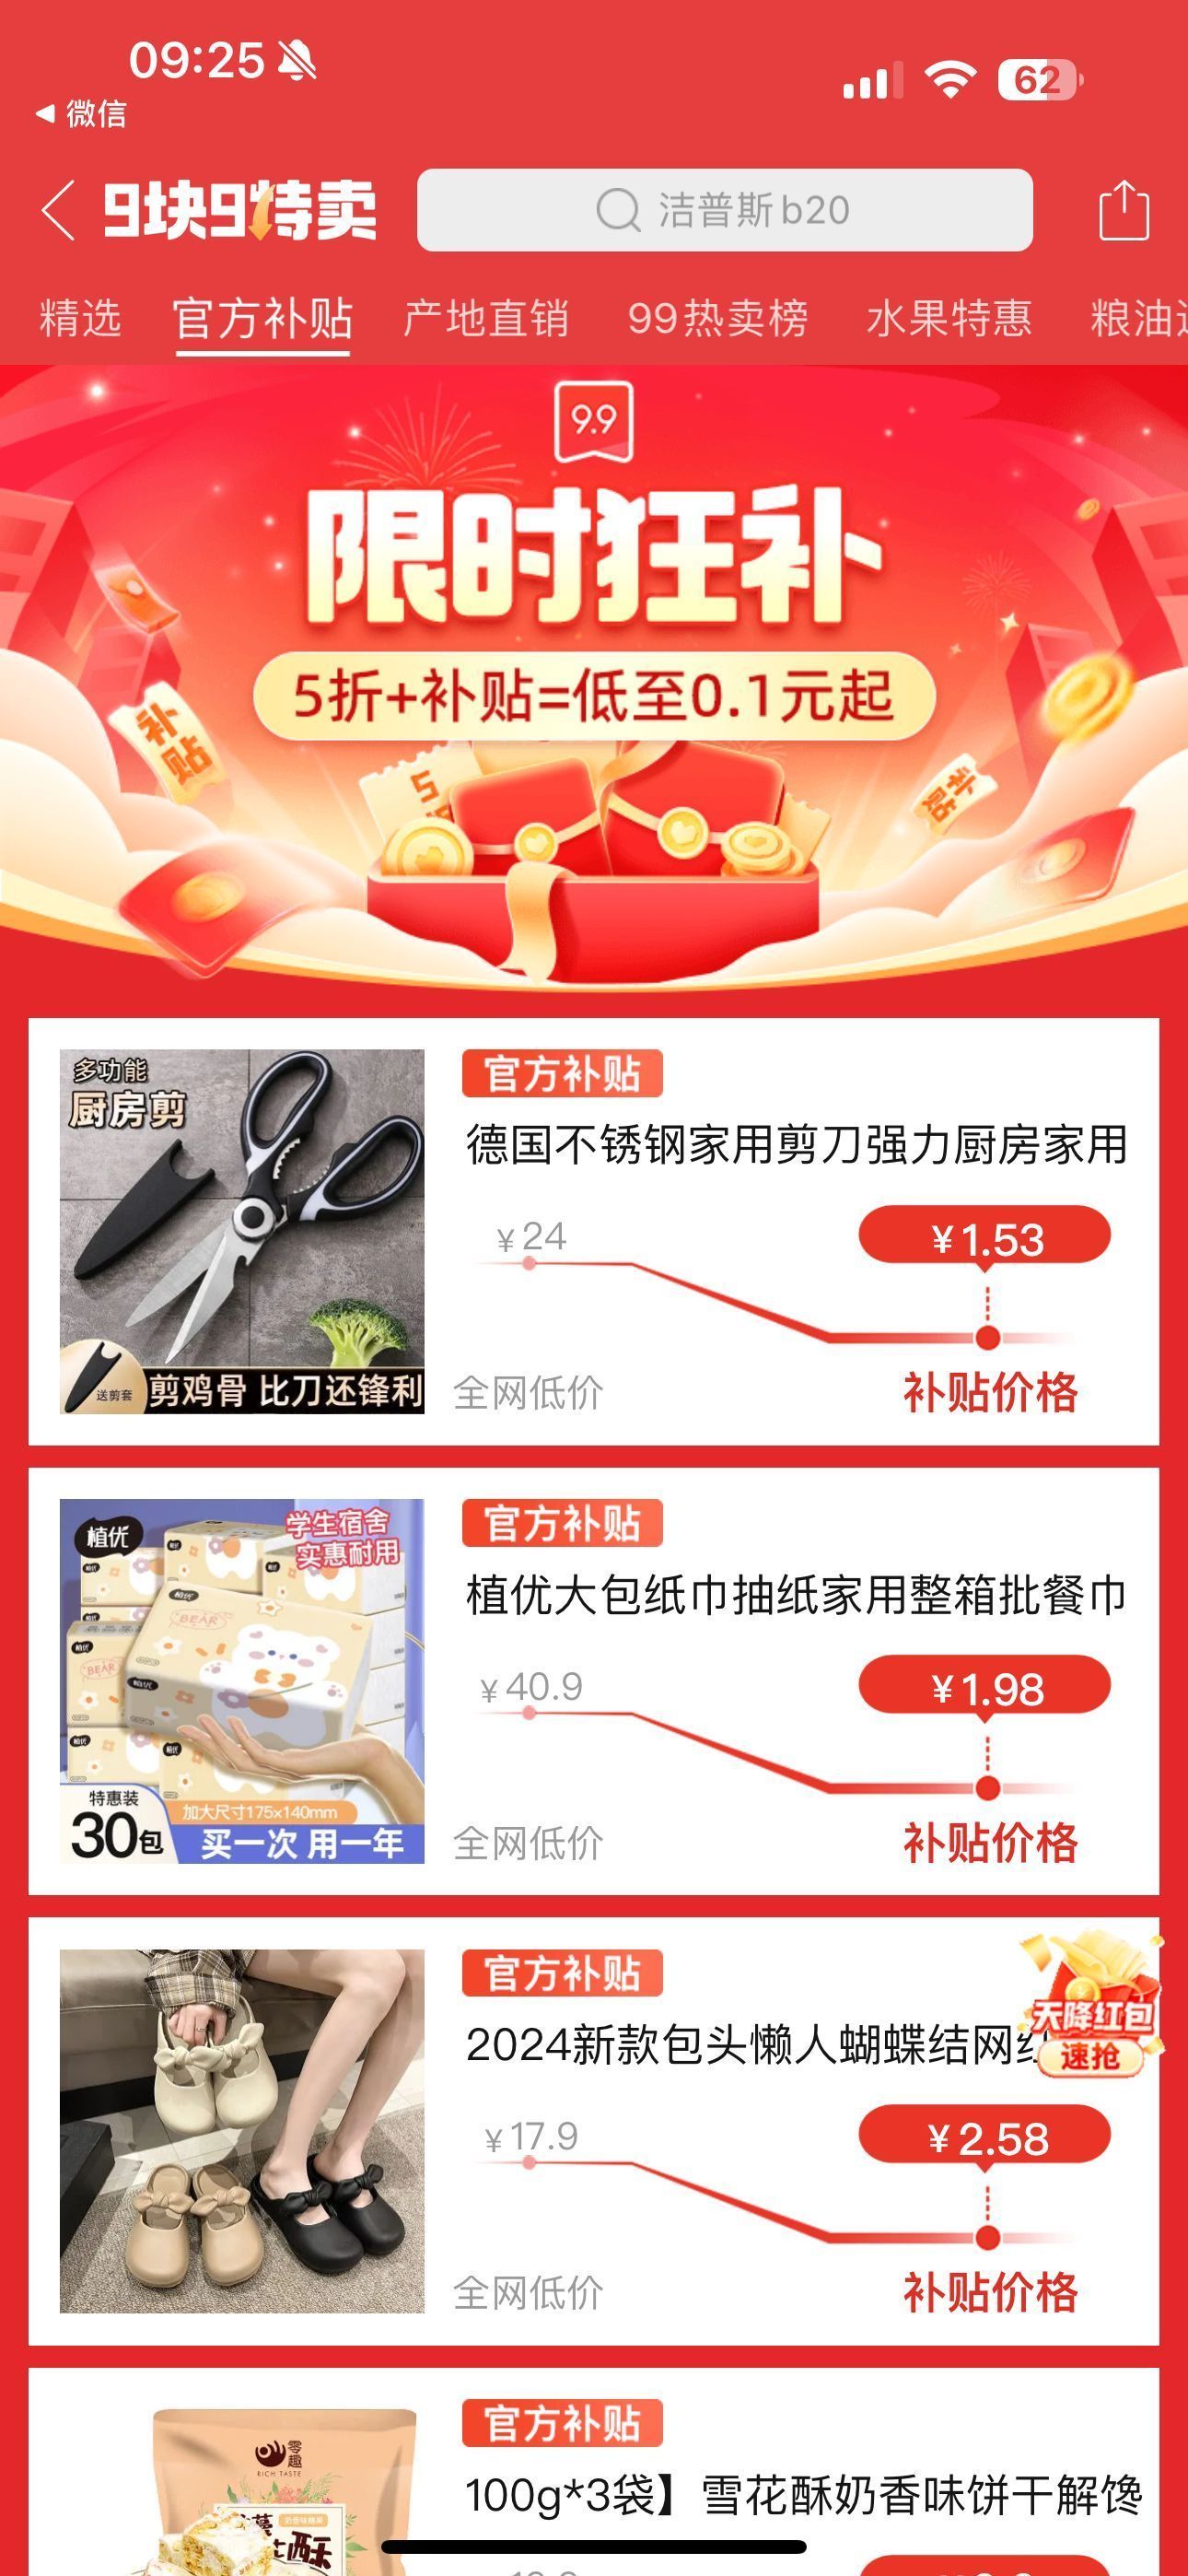 09:25
62
微信
9块9特卖
洁普斯b20
精选 官方补贴 产地直销 99热卖榜 水果特惠 粮油
9.9
限时狂补
5折+补贴=低至0.1元起
补贴
补贴
多功能
厨房剪
送剪套
剪鸡骨 比刀还锋利
官方补贴
德国不锈钢家用剪刀强力厨房家用
¥24
¥1.53
全网低价
补贴价格
植优
学生宿舍
实惠耐用
BEAR
BEAR
特惠装
30包
加大尺寸175×140mm
买一次 用一年
官方补贴
植优大包纸巾抽纸家用整箱批餐巾
¥40.9
¥1.98
全网低价
补贴价格
官方补贴
2024新款包头懒人蝴蝶结网红
天降红包
速抢
¥17.9
¥2.58
全网低价
补贴价格
零趣
RICH TASTE
酥
官方补贴
100g*3袋】雪花酥奶香味饼干解馋